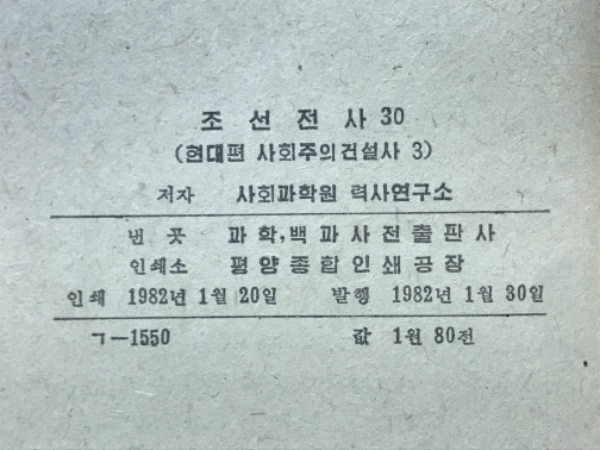 조선전사 30
(현대편 사회주의건설사 3)
저자 사회과학원 력사연구소
낸 곳 과학,백과사전출판사
인쇄소 평양종합인쇄공장
인쇄 1982년 1월 20일 발행 1982년 1월 30일
ㄱ—1550 값 1원 80전